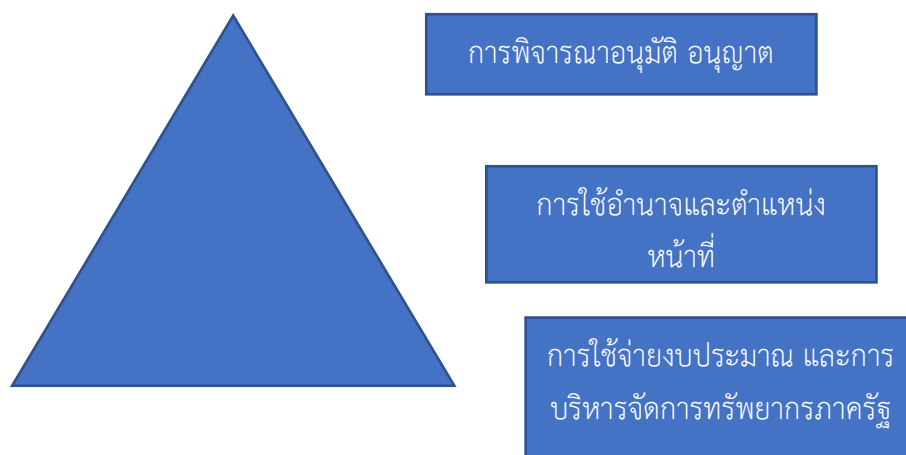 การพิจารณาอนุมัติ อนุญาต
การใช้อำนาจและตำแหน่ง
หน้าที่
การใช้จ่ายงบประมาณ และการ
บริหารจัดการทรัพยากรภาครัฐ